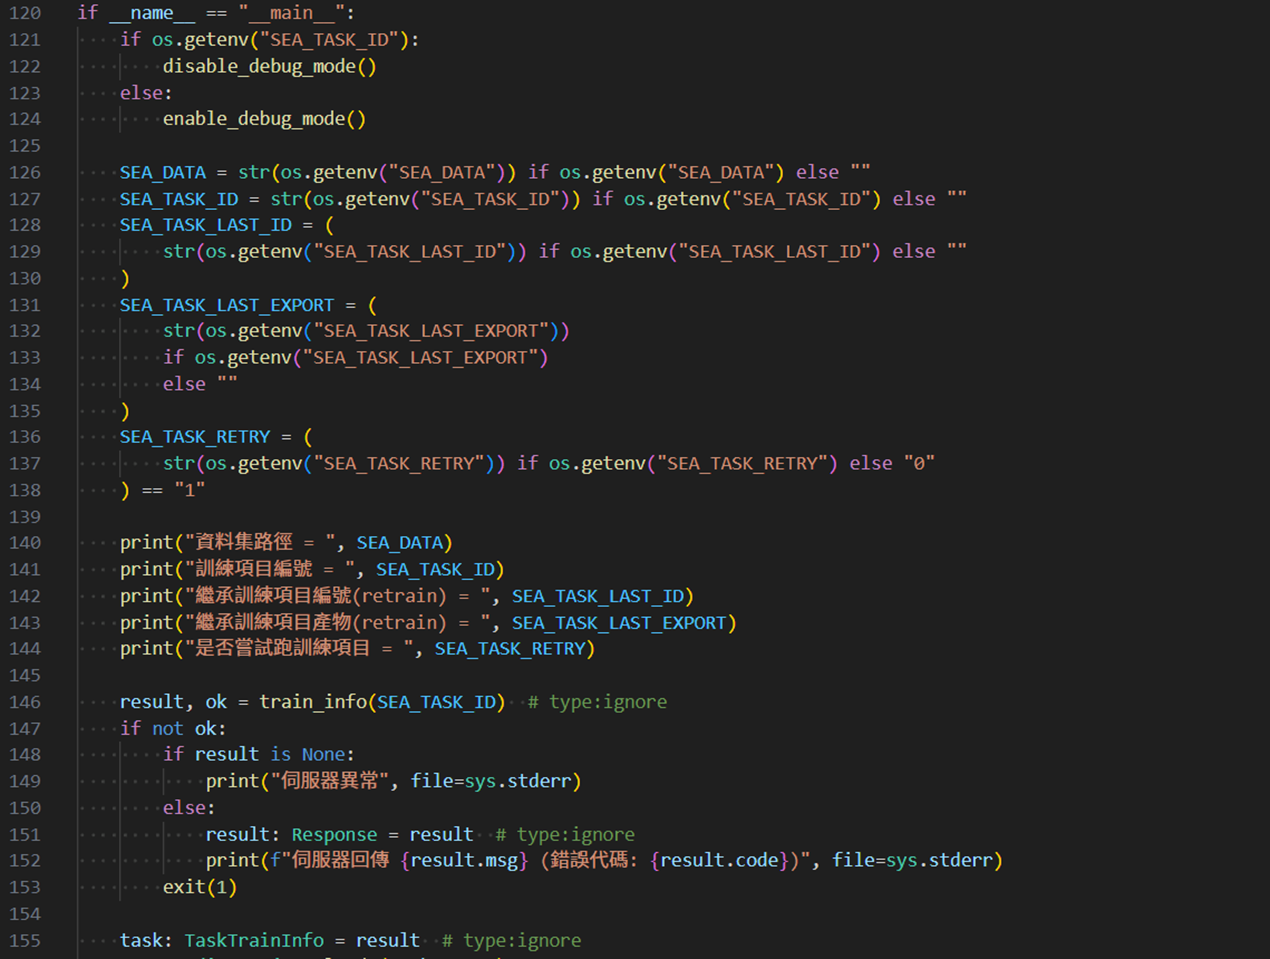 120 if __name__ == "__main__":
121     if os.getenv("SEA_TASK_ID"):
122         disable_debug_mode()
123     else:
124         enable_debug_mode()
125
126     SEA_DATA = str(os.getenv("SEA_DATA")) if os.getenv("SEA_DATA") else ""
127     SEA_TASK_ID = str(os.getenv("SEA_TASK_ID")) if os.getenv("SEA_TASK_ID") else ""
128     SEA_TASK_LAST_ID = (
129         str(os.getenv("SEA_TASK_LAST_ID")) if os.getenv("SEA_TASK_LAST_ID") else ""
130     )
131     SEA_TASK_LAST_EXPORT = (
132         str(os.getenv("SEA_TASK_LAST_EXPORT"))
133         if os.getenv("SEA_TASK_LAST_EXPORT")
134         else ""
135     )
136     SEA_TASK_RETRY = (
137         str(os.getenv("SEA_TASK_RETRY")) if os.getenv("SEA_TASK_RETRY") else "0"
138     ) == "1"
139
140     print("資料集路徑 = ", SEA_DATA)
141     print("訓練項目編號 = ", SEA_TASK_ID)
142     print("繼承訓練項目編號(retrain) = ", SEA_TASK_LAST_ID)
143     print("繼承訓練項目產物(retrain) = ", SEA_TASK_LAST_EXPORT)
144     print("是否嘗試跑訓練項目 = ", SEA_TASK_RETRY)
145
146     result, ok = train_info(SEA_TASK_ID)  # type:ignore
147     if not ok:
148         if result is None:
149             print("伺服器異常", file=sys.stderr)
150         else:
151             result: Response = result  # type:ignore
152             print(f"伺服器回傳 {result.msg} (錯誤代碼: {result.code})", file=sys.stderr)
153         exit(1)
154
155     task: TaskTrainInfo = result  # type:ignore